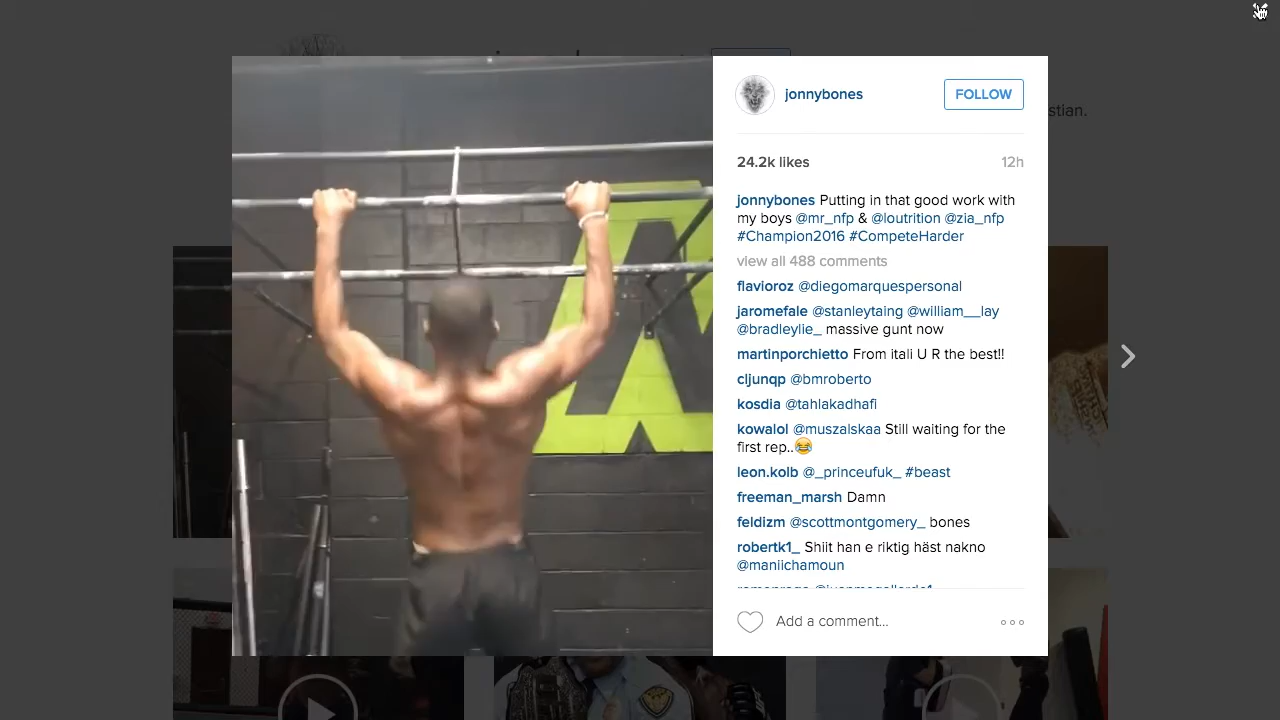 stian.
jonnybones
FOLLOW
24.2k likes
12h
jonnybones Putting in that good work with
my boys @mr_nfp & @loutrition @zia_nfp
#Champion2016 #CompeteHarder
view all 488 comments
flavioroz @diegomarquespersonal
jaromefale @stanleytaing @william__lay
@bradleylie_ massive gunt now
martinporchietto From itali U R the best!!
cljunqp @bmroberto
kosdia @tahlakadhafi
kowalol @muszalskaa Still waiting for the
first rep..😂
leon.kolb @_princeufuk_ #beast
freeman_marsh Damn
feldizm @scottmontgomery_ bones
robertk1_ Shiit han e riktig häst nakno
@maniichamoun
Add a comment...